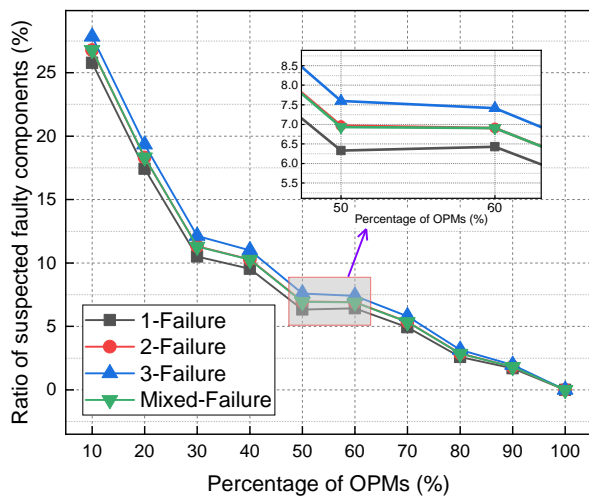 Ratio of suspected faulty components (%)
25
20
15
10
5
0
8.5
8.0
7.5
7.0
6.5
6.0
5.5
50
60
Percentage of OPMs (%)
1-Failure
2-Failure
3-Failure
Mixed-Failure
10 20 30 40 50 60 70 80 90 100
Percentage of OPMs (%)